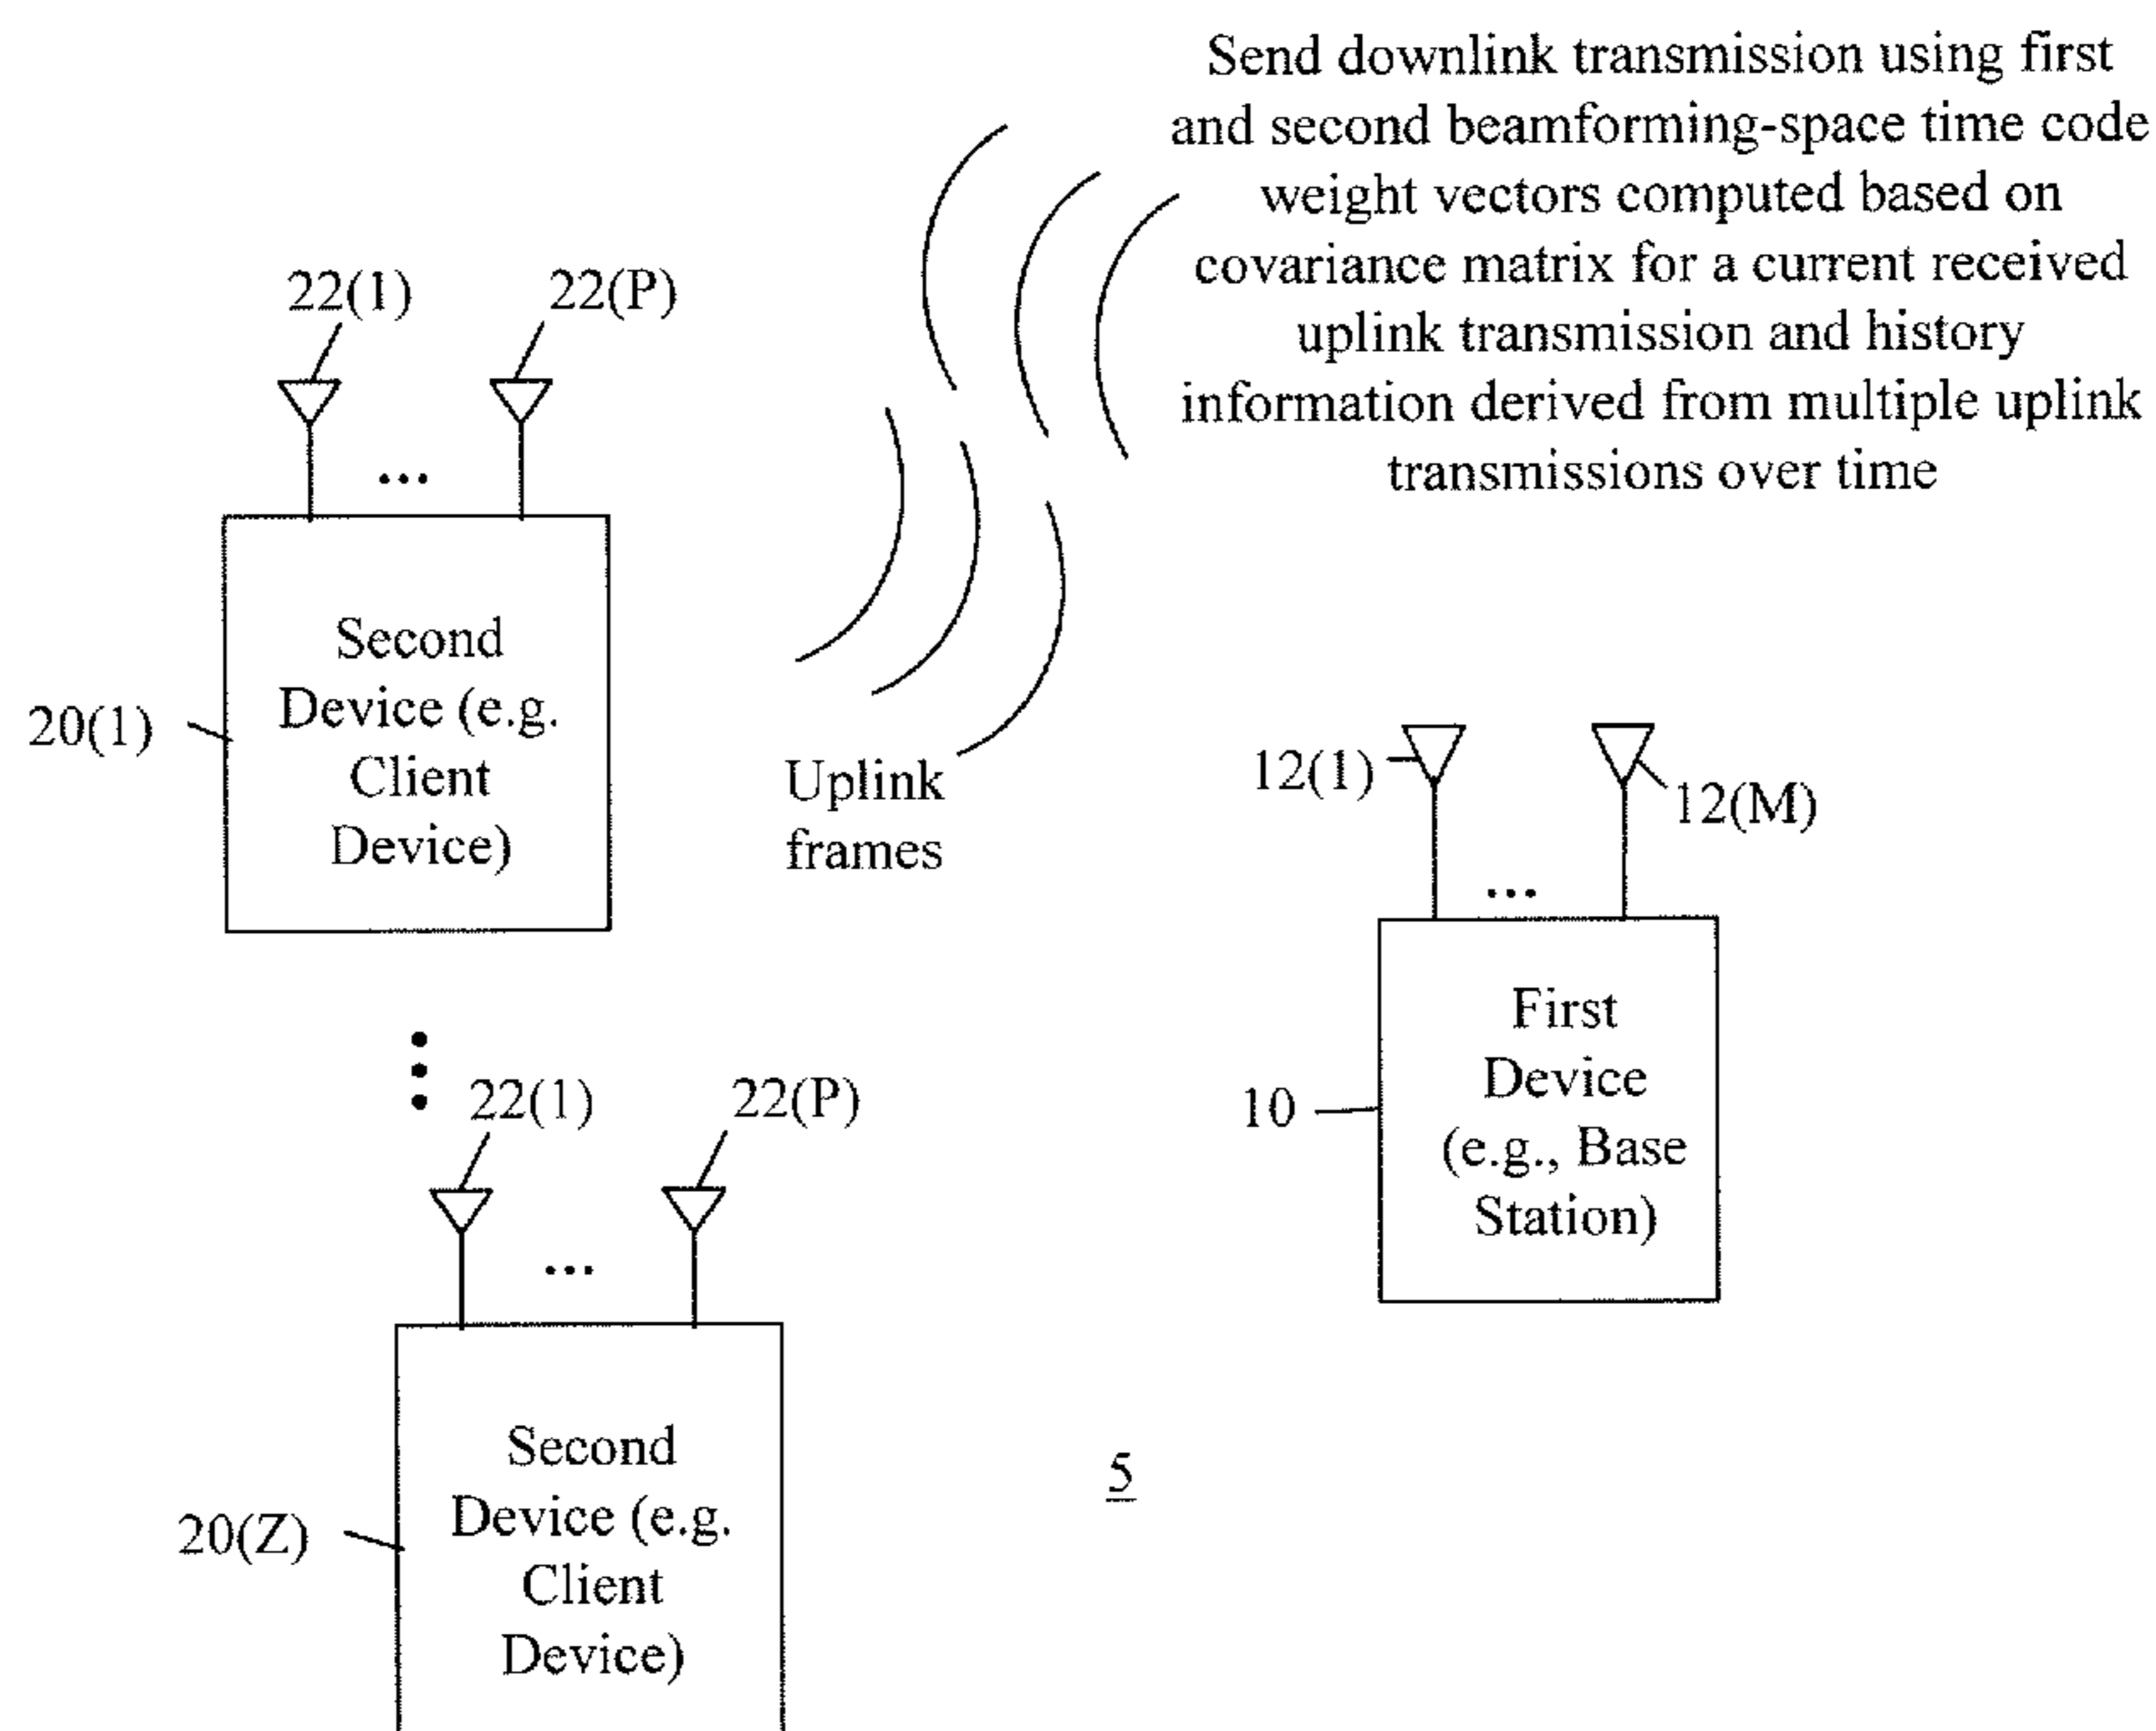 Send downlink transmission using first
and second beamforming-space time code
weight vectors computed based on
covariance matrix for a current received
uplink transmission and history
information derived from multiple uplink
transmissions over time
22(1)
22(P)
...
Second
Device (e.g.
Client
Device)
20(1)
Uplink
frames
12(1)
12(M)
...
First
Device
(e.g., Base
Station)
10
22(1)
22(P)
...
Second
Device (e.g.
Client
Device)
20(Z)
5